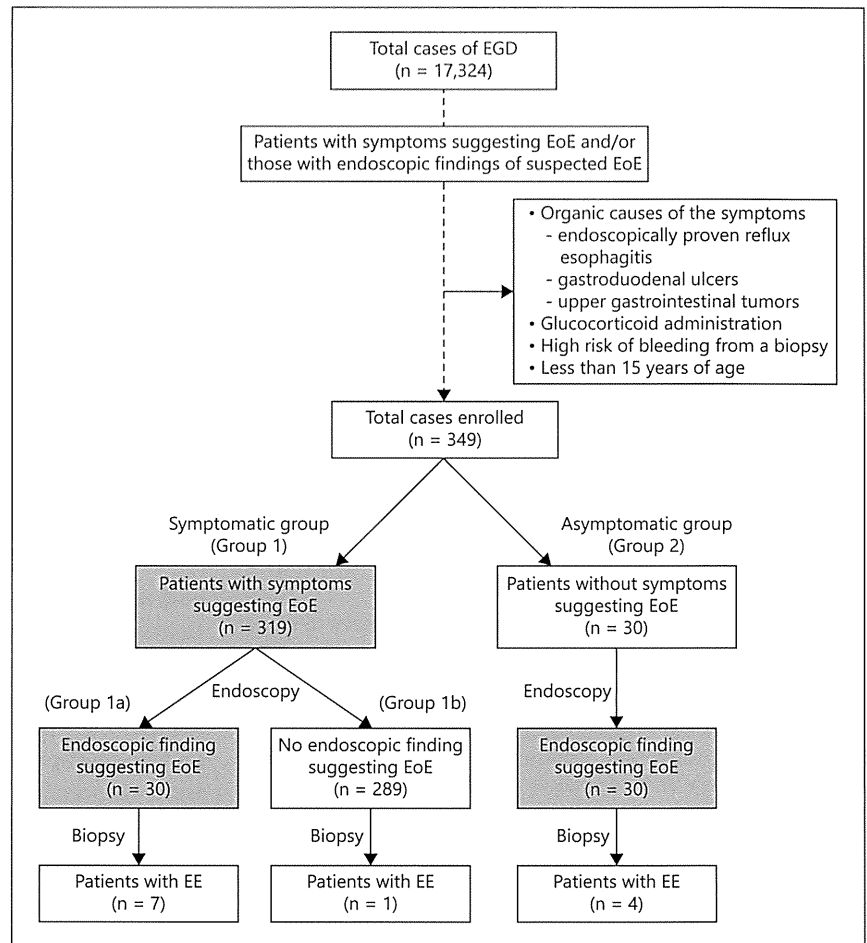 Total cases of EGD
(n = 17,324)
Patients with symptoms suggesting EoE and/or
those with endoscopic findings of suspected EoE
• Organic causes of the symptoms
- endoscopically proven reflux
esophagitis
- gastroduodenal ulcers
- upper gastrointestinal tumors
• Glucocorticoid administration
• High risk of bleeding from a biopsy
• Less than 15 years of age
Total cases enrolled
(n = 349)
Symptomatic group
(Group 1)
Asymptomatic group
(Group 2)
Patients with symptoms
suggesting EoE
(n = 319)
Patients without symptoms
suggesting EoE
(n = 30)
(Group 1a)
Endoscopy
(Group 1b)
Endoscopy
Endoscopic finding
suggesting EoE
(n = 30)
No endoscopic finding
suggesting EoE
(n = 289)
Endoscopic finding
suggesting EoE
(n = 30)
Biopsy
Biopsy
Biopsy
Patients with EE
(n = 7)
Patients with EE
(n = 1)
Patients with EE
(n = 4)